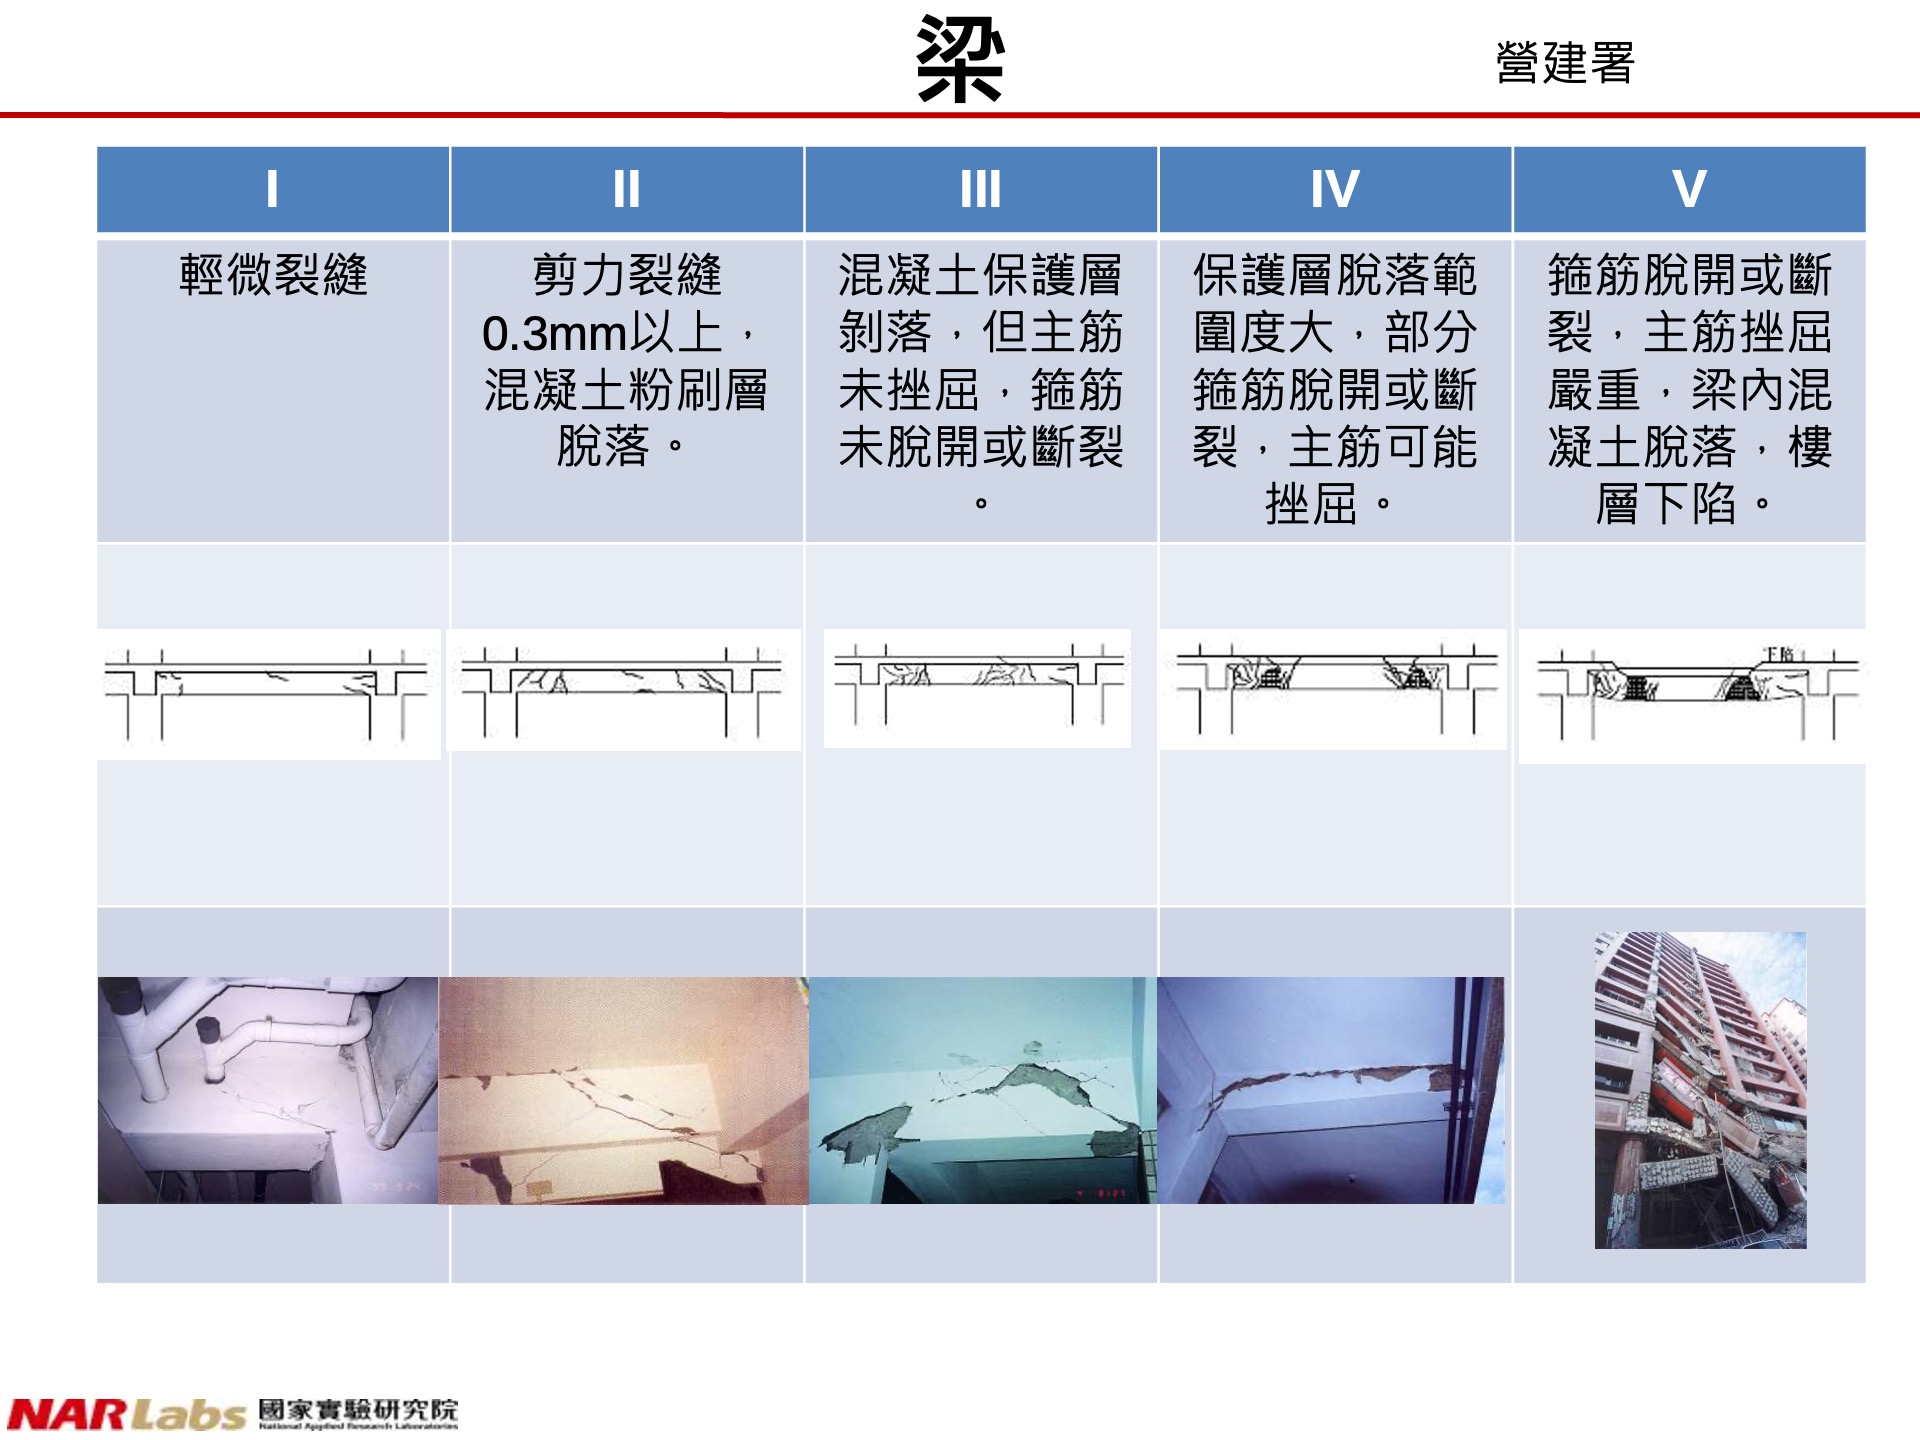 梁
營建署
I
II
III
IV
V
輕微裂縫
剪力裂縫
0.3mm以上，
混凝土粉刷層
脫落。
混凝土保護層
剝落，但主筋
未挫屈，箍筋
未脫開或斷裂
。
保護層脫落範
圍度大，部分
箍筋脫開或斷
裂，主筋可能
挫屈。
箍筋脫開或斷
裂，主筋挫屈
嚴重，梁內混
凝土脫落，樓
層下陷。
下陷
NARLabs 國家實驗研究院
National Applied Research Laboratories